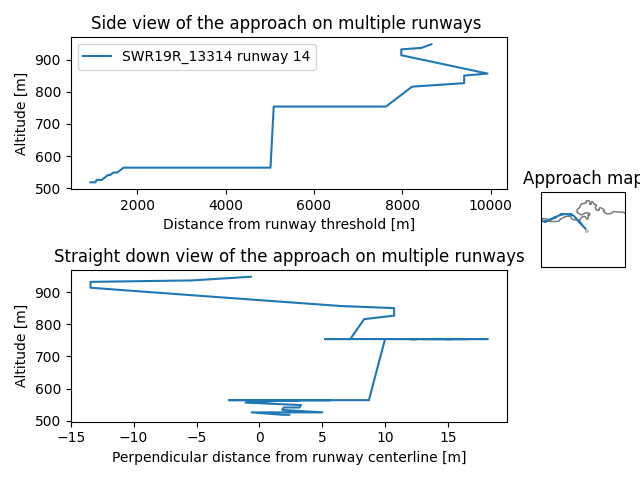 Side view of the approach on multiple runways
SWR19R_13314 runway 14
Altitude [m]
900
800
700
600
500
2000
4000
6000
8000
10000
Distance from runway threshold [m]
Approach map
Straight down view of the approach on multiple runways
Altitude [m]
900
800
700
600
500
−15
−10
−5
0
5
10
15
Perpendicular distance from runway centerline [m]